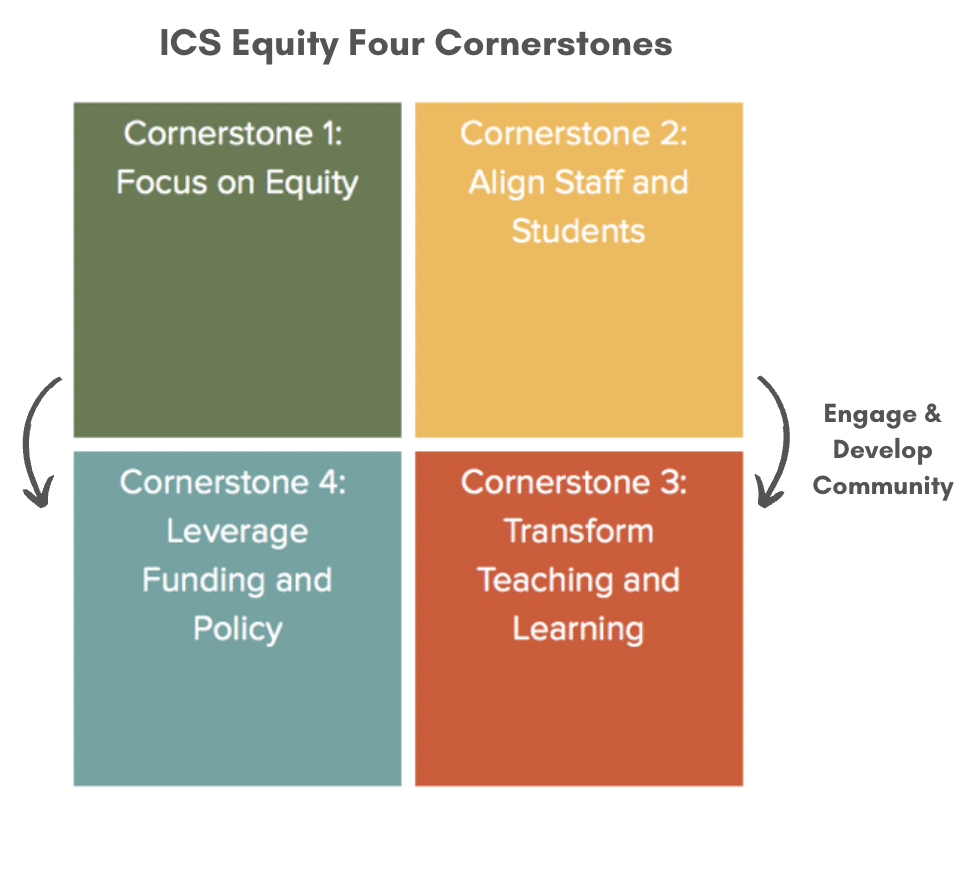 ICS Equity Four Cornerstones
Cornerstone 1:
Focus on Equity
Cornerstone 2:
Align Staff and
Students
Engage &
Develop
Community
Cornerstone 4:
Leverage
Funding and
Policy
Cornerstone 3:
Transform
Teaching and
Learning